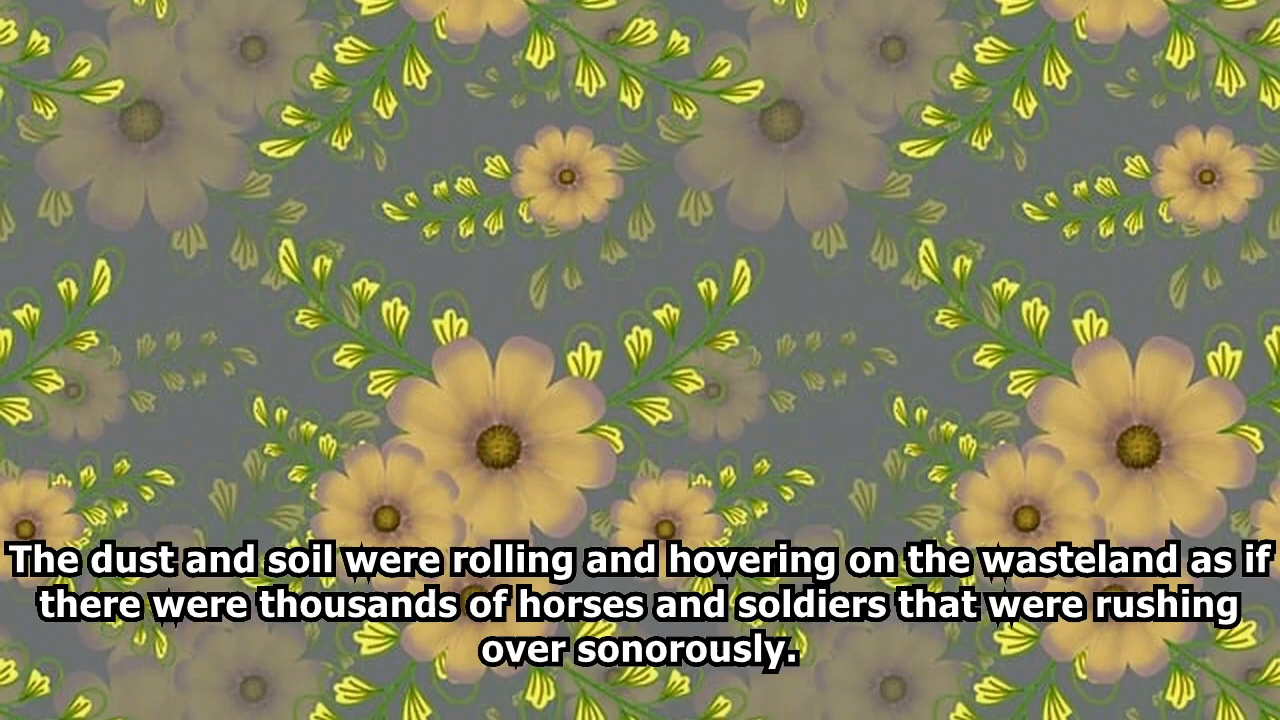 The dust and soil were rolling and hovering on the wasteland as if
there were thousands of horses and soldiers that were rushing
over sonorously.